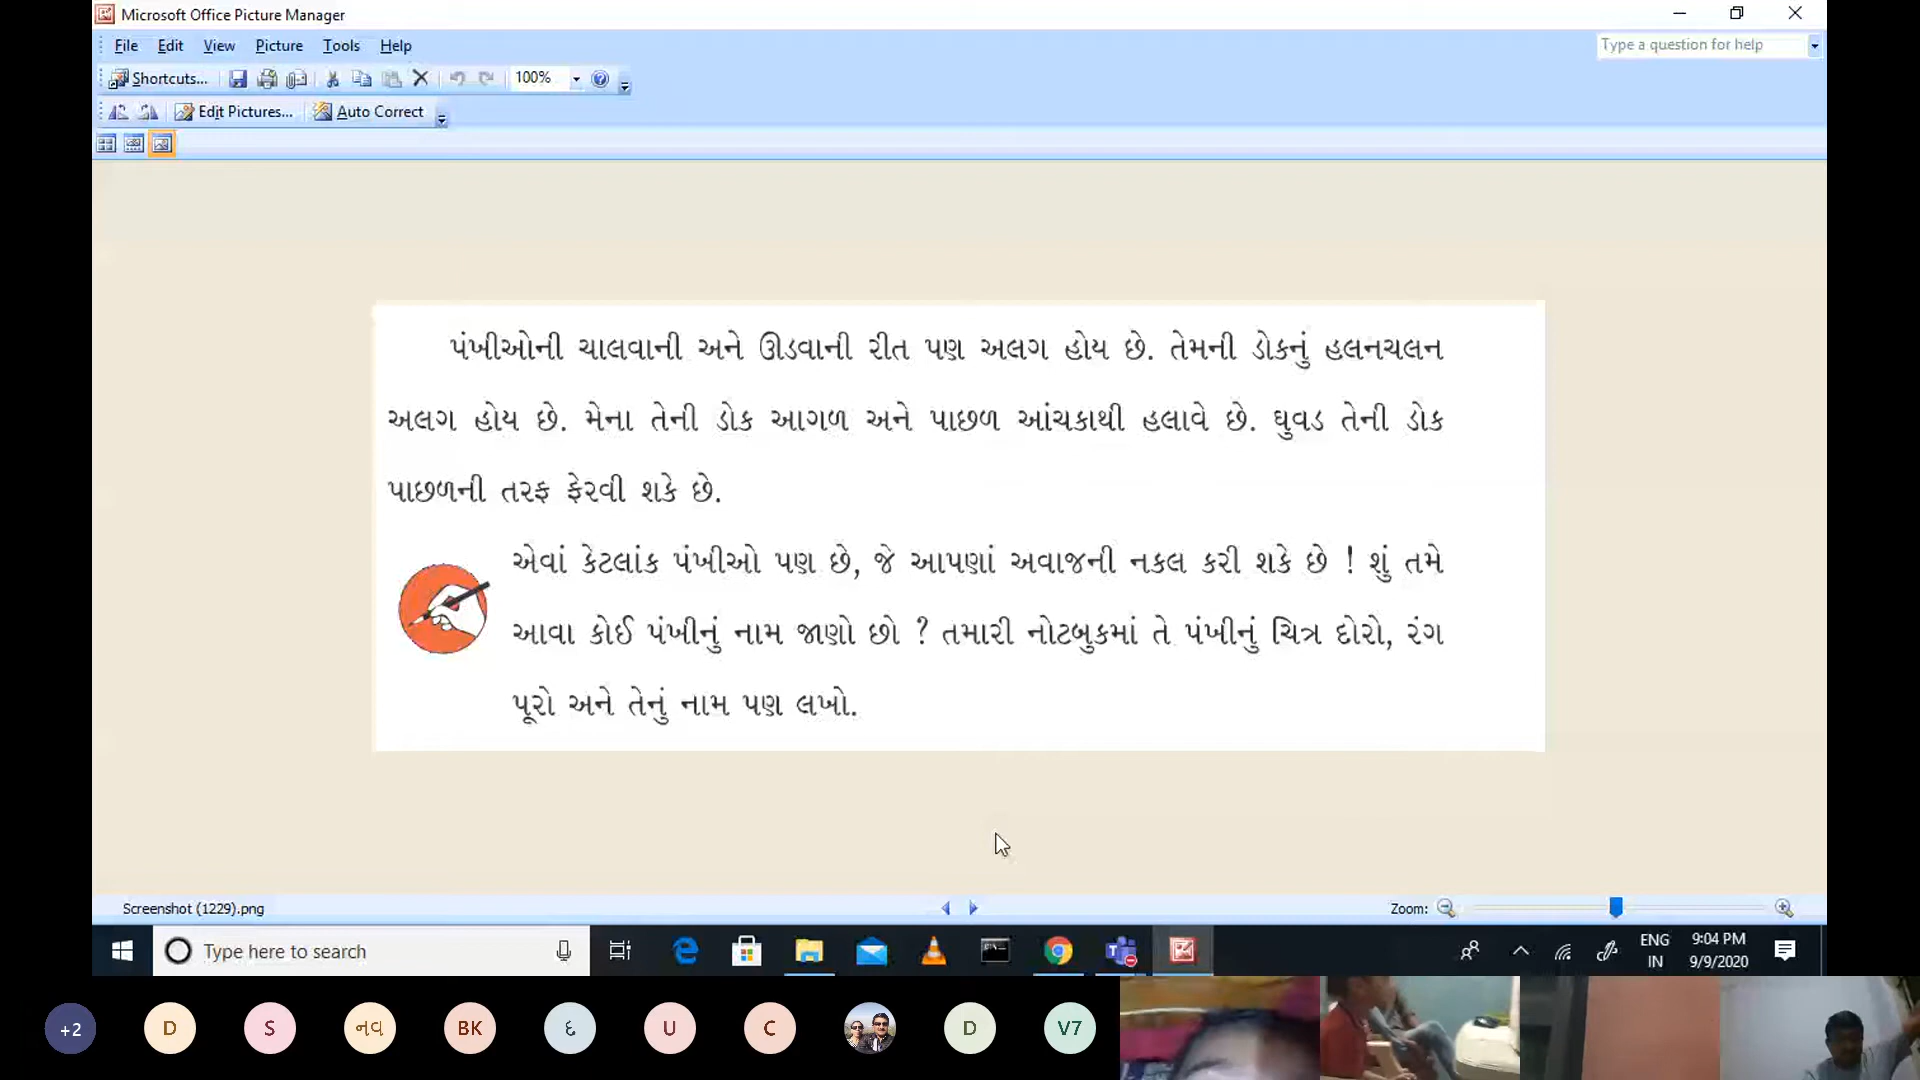 Microsoft Office Picture Manager
File Edit View Picture Tools Help
Type a question for help
Shortcuts... 100%
Edit Pictures... Auto Correct
પંખીઓની ચાલવાની અને ઊડવાની રીત પણ અલગ હોય છે. તેમની ડોકનું હલનચલન
અલગ હોય છે. મેના તેની ડોક આગળ અને પાછળ આંચકાથી હલાવે છે. ઘુવડ તેની ડોક
પાછળની તરફ ફેરવી શકે છે.
એવાં કેટલાંક પંખીઓ પણ છે, જે આપણાં અવાજની નકલ કરી શકે છે ! શું તમે
આવા કોઈ પંખીનું નામ જાણો છો ? તમારી નોટબુકમાં તે પંખીનું ચિત્ર દોરો, રંગ
પૂરો અને તેનું નામ પણ લખો.
Screenshot (1229).png
Zoom:
Type here to search
ENG 9:04 PM
IN 9/9/2020
+2 D S નવ BK દ U C D V7